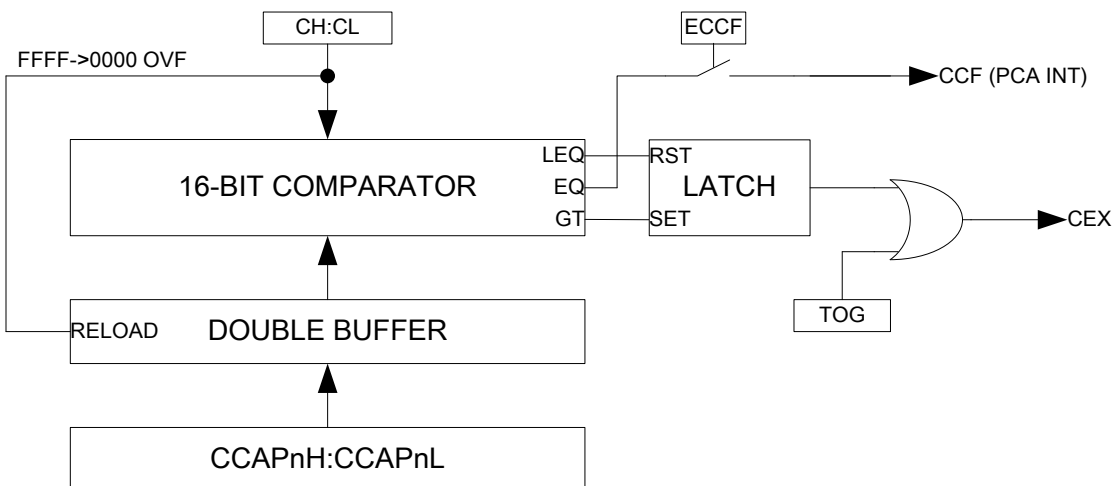 CH:CL
ECCF
FFFF->0000 OVF
CCF (PCA INT)
16-BIT COMPARATOR
LEQ
EQ
GT
RST
LATCH
SET
CEX
TOG
RELOAD
DOUBLE BUFFER
CCAPnH:CCAPnL